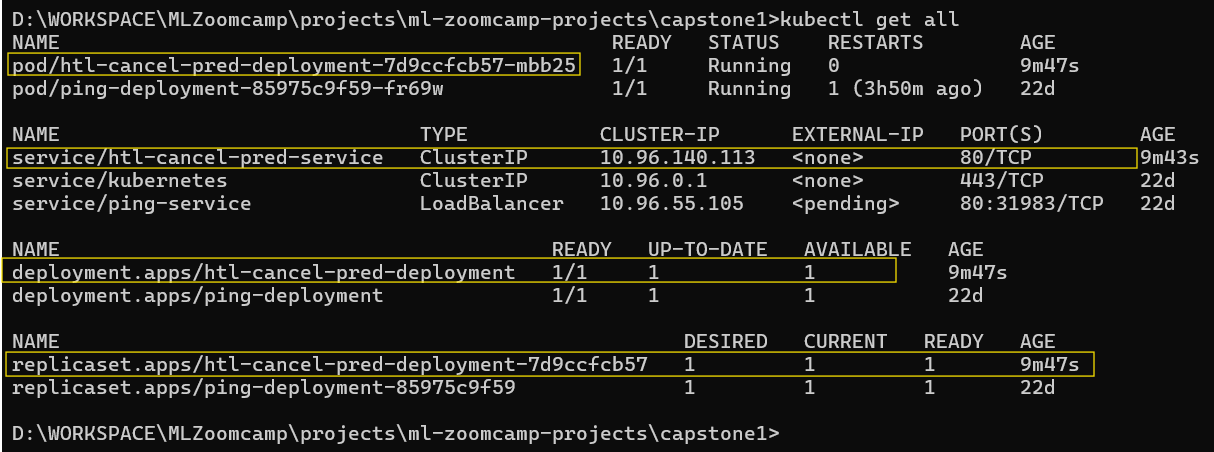 D:\WORKSPACE\MLZoomcamp\projects\ml-zoomcamp-projects\capstone1>kubectl get all
NAME READY STATUS RESTARTS AGE
pod/htl-cancel-pred-deployment-7d9ccfcb57-mbb25 1/1 Running 0 9m47s
pod/ping-deployment-85975c9f59-fr69w 1/1 Running 1 (3h50m ago) 22d
NAME TYPE CLUSTER-IP EXTERNAL-IP PORT(S) AGE
service/htl-cancel-pred-service ClusterIP 10.96.140.113 <none> 80/TCP 9m43s
service/kubernetes ClusterIP 10.96.0.1 <none> 443/TCP 22d
service/ping-service LoadBalancer 10.96.55.105 <pending> 80:31983/TCP 22d
NAME READY UP-TO-DATE AVAILABLE AGE
deployment.apps/htl-cancel-pred-deployment 1/1 1 1 9m47s
deployment.apps/ping-deployment 1/1 1 1 22d
NAME DESIRED CURRENT READY AGE
replicaset.apps/htl-cancel-pred-deployment-7d9ccfcb57 1 1 1 9m47s
replicaset.apps/ping-deployment-85975c9f59 1 1 1 22d
D:\WORKSPACE\MLZoomcamp\projects\ml-zoomcamp-projects\capstone1>